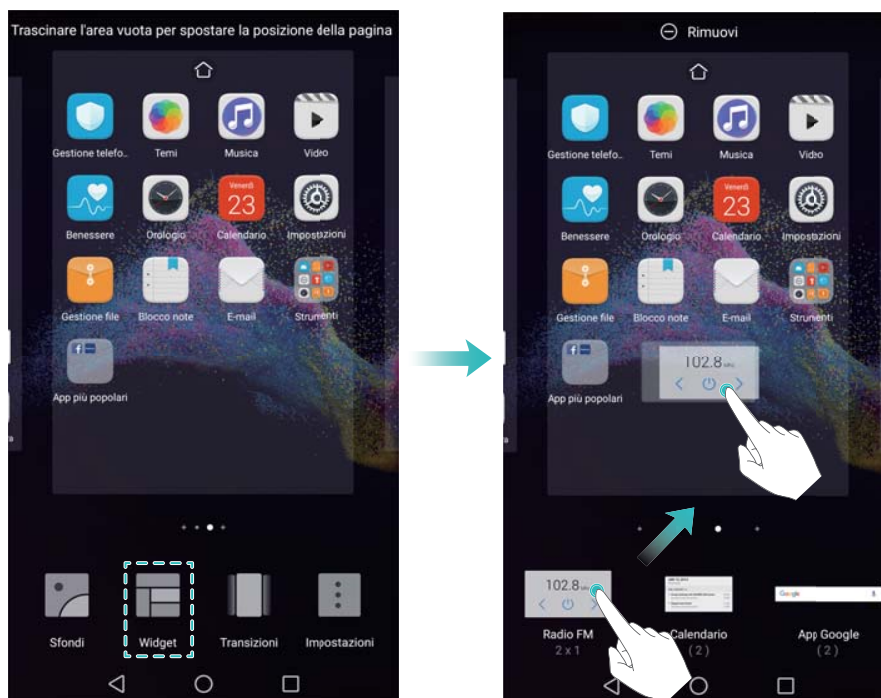 Trascinare l'area vuota per spostare la posizione della pagina
Gestione telefo..
Temi
Musica
Video
Benessere
Orologio
Venerdì
23
Calendario
Impostazioni
Gestione file
Blocco note
E-mail
Strumenti
App più popolari
Sfondi
Widget
Transizioni
Impostazioni
Rimuovi
Gestione telefo..
Temi
Musica
Video
Benessere
Orologio
Venerdì
23
Calendario
Impostazioni
Gestione file
Blocco note
E-mail
Strumenti
102.8 MHz
App più popolari
102.8
Radio FM
2 x 1
Calendario
(2)
Google
App Google
(2)